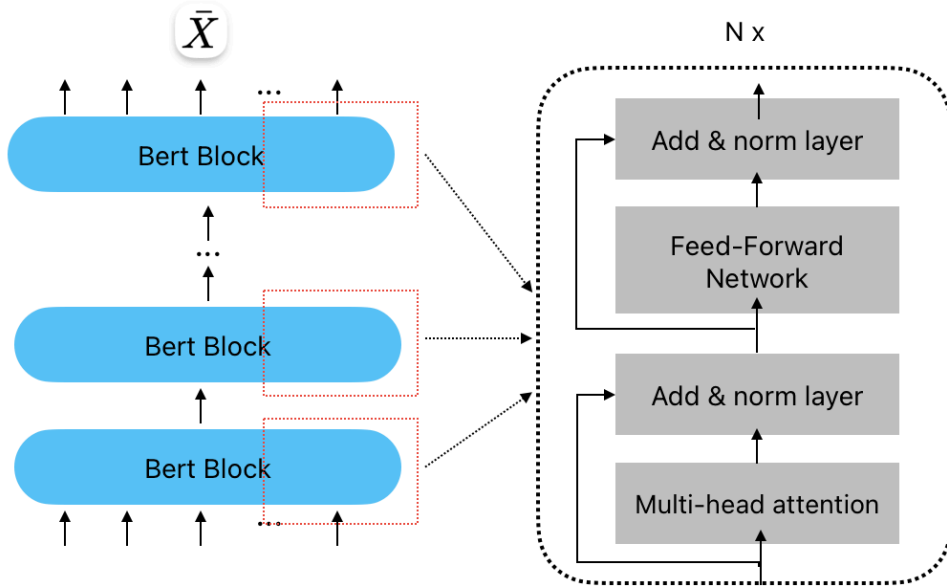 X̄
...
Bert Block
...
Bert Block
Bert Block
...
N x
Add & norm layer
Feed-Forward
Network
Add & norm layer
Multi-head attention